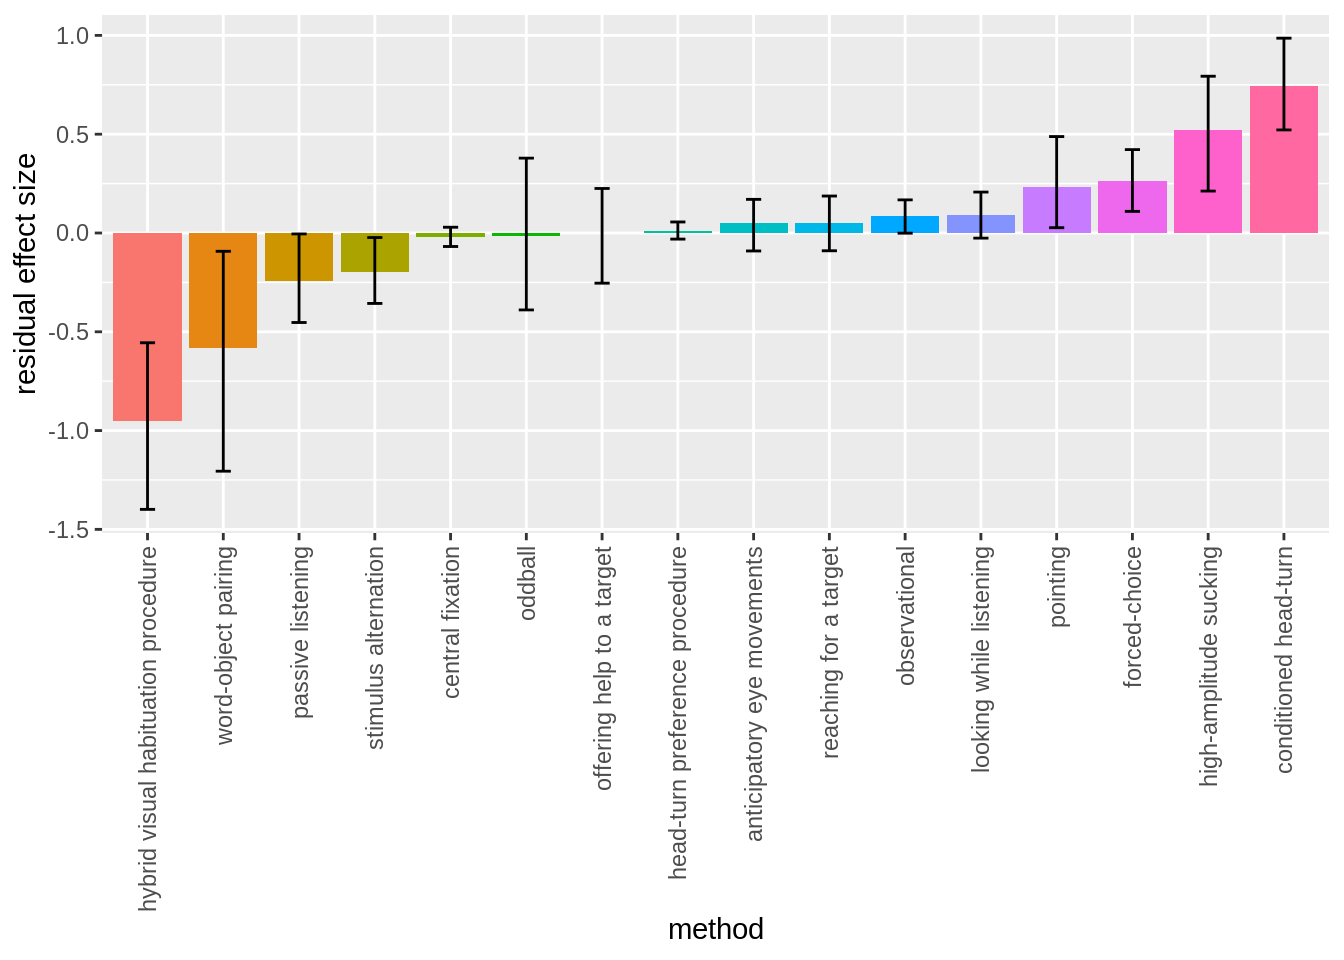 1.0
0.5
0.0
-0.5
-1.0
-1.5
residual effect size
hybrid visual habituation procedure
word-object pairing
passive listening
stimulus alternation
central fixation
oddball
offering help to a target
head-turn preference procedure
anticipatory eye movements
reaching for a target
observational
looking while listening
pointing
forced-choice
high-amplitude sucking
conditioned head-turn
method